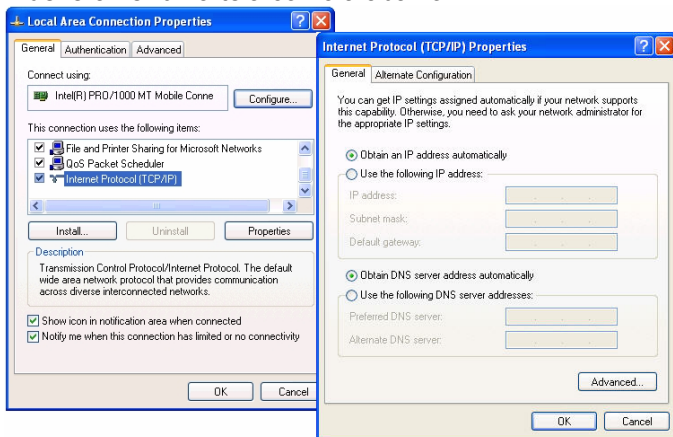 Local Area Connection Properties
General
Authentication
Advanced
Connect using:
Intel(R) PRO/1000 MT Mobile Conne
Configure...
This connection uses the following items:
File and Printer Sharing for Microsoft Networks
QoS Packet Scheduler
Internet Protocol (TCP/IP)
Install...
Uninstall
Properties
Description
Transmission Control Protocol/Internet Protocol. The default
wide area network protocol that provides communication
across diverse interconnected networks.
Show icon in notification area when connected
Notify me when this connection has limited or no connectivity
OK
Cancel
Internet Protocol (TCP/IP) Properties
General
Alternate Configuration
You can get IP settings assigned automatically if your network supports
this capability. Otherwise, you need to ask your network administrator for
the appropriate IP settings.
Obtain an IP address automatically
Use the following IP address:
IP address:
Subnet mask:
Default gateway:
Obtain DNS server address automatically
Use the following DNS server addresses:
Preferred DNS server:
Alternate DNS server:
Advanced...
OK
Cancel